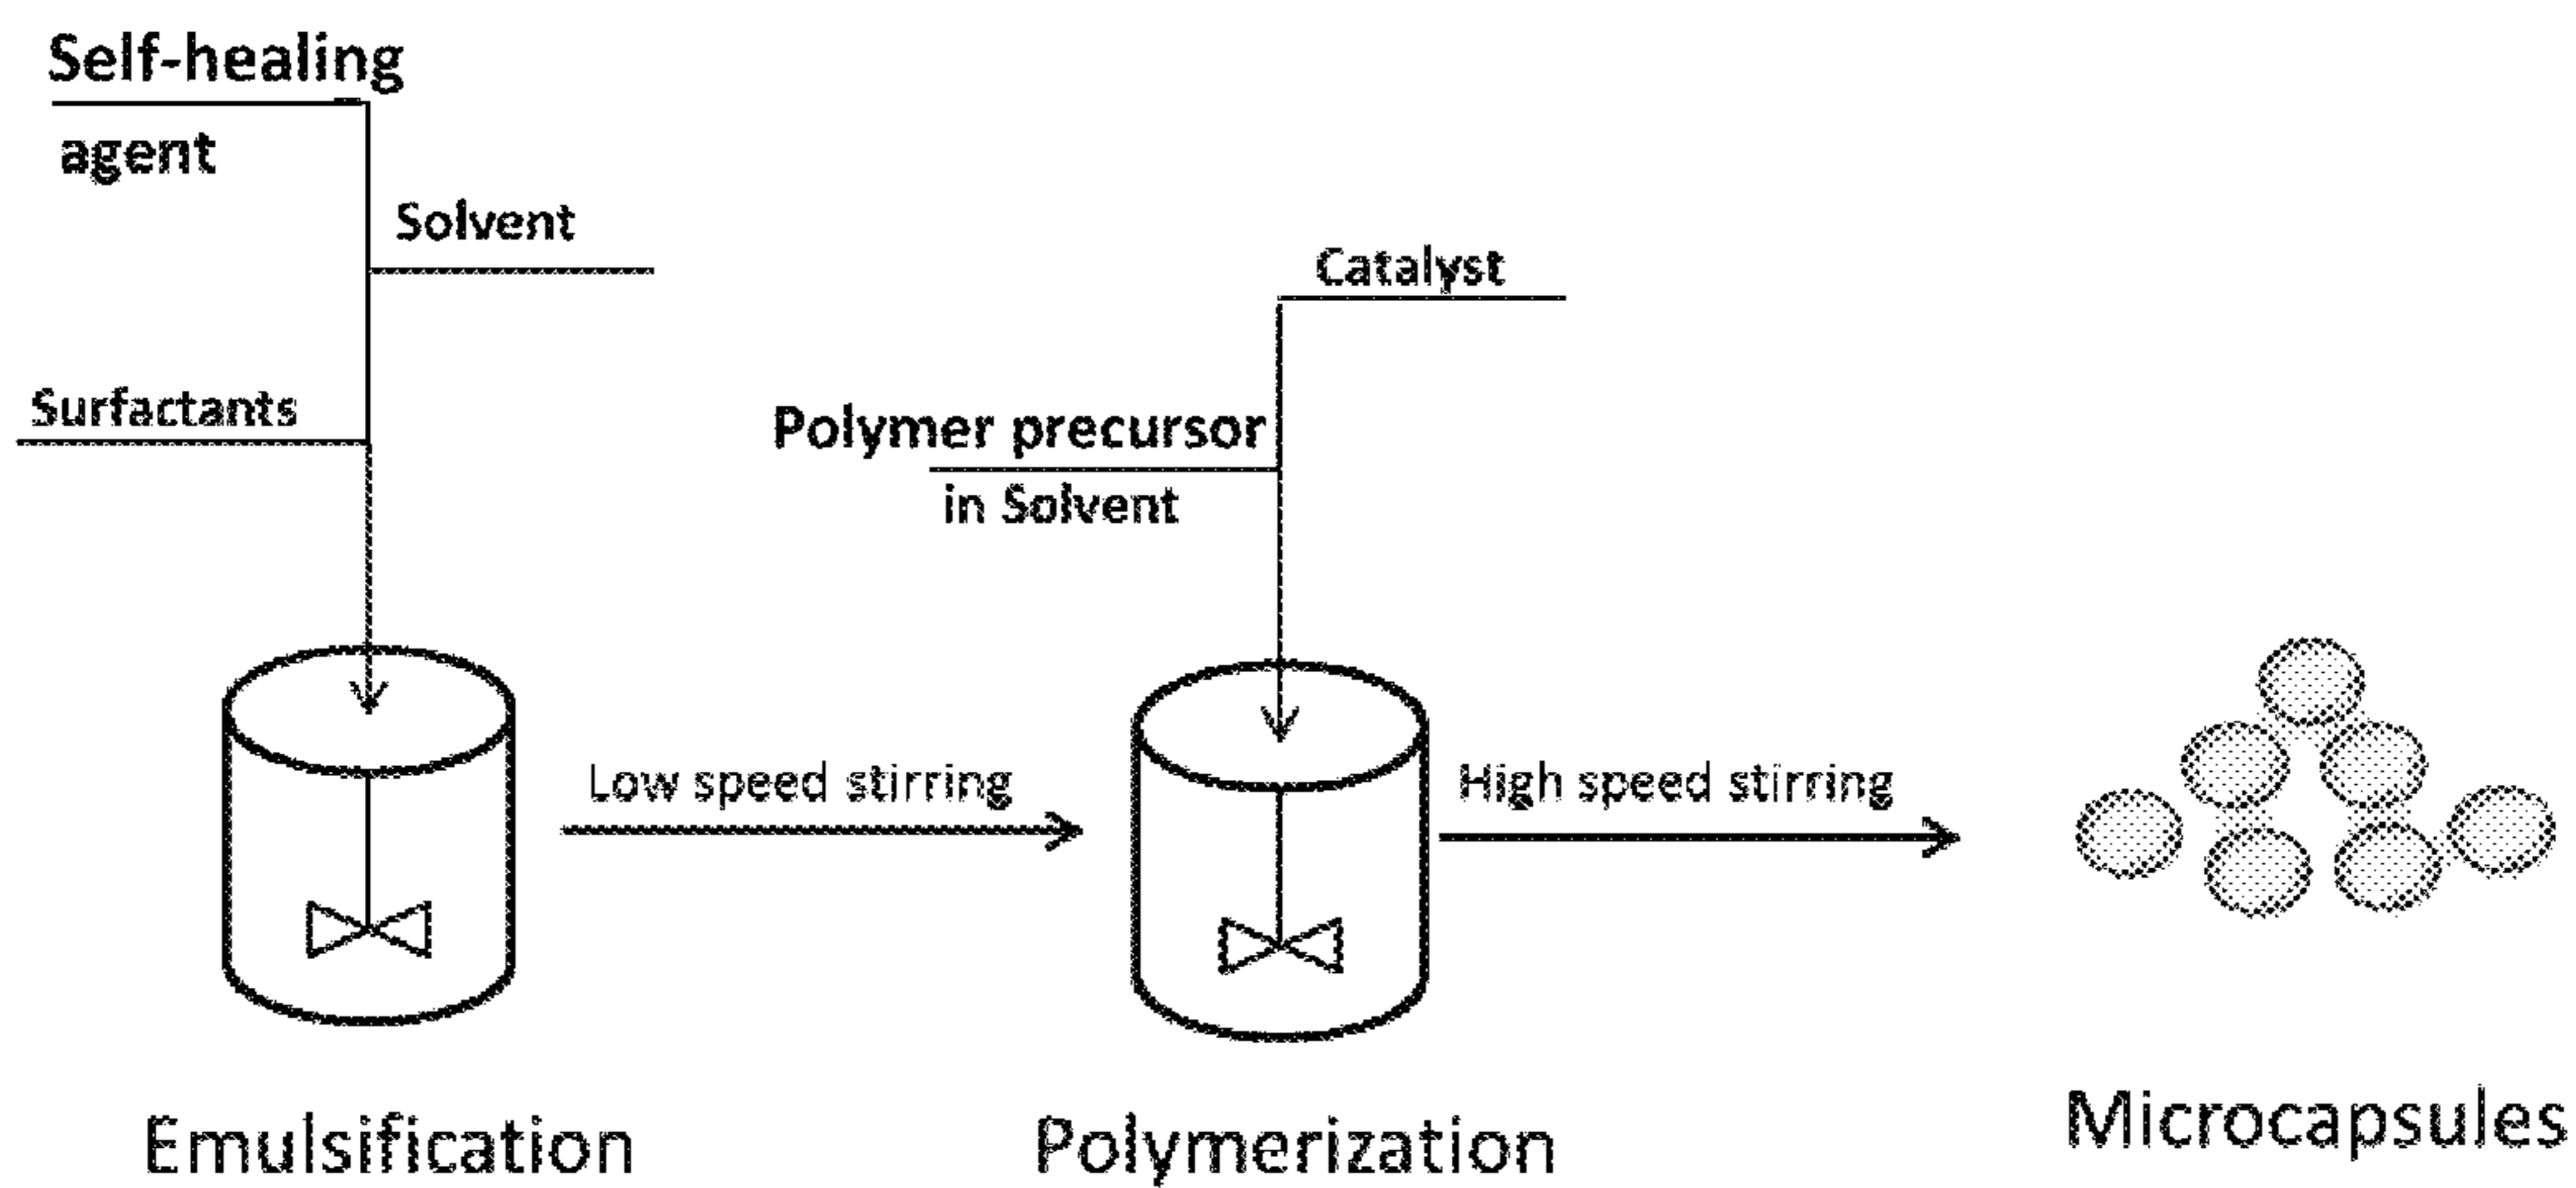 Self-healing
agent
Solvent
Surfactants
Catalyst
Polymer precursor
in Solvent
Low speed stirring
High speed stirring
Emulsification
Polymerization
Microcapsules